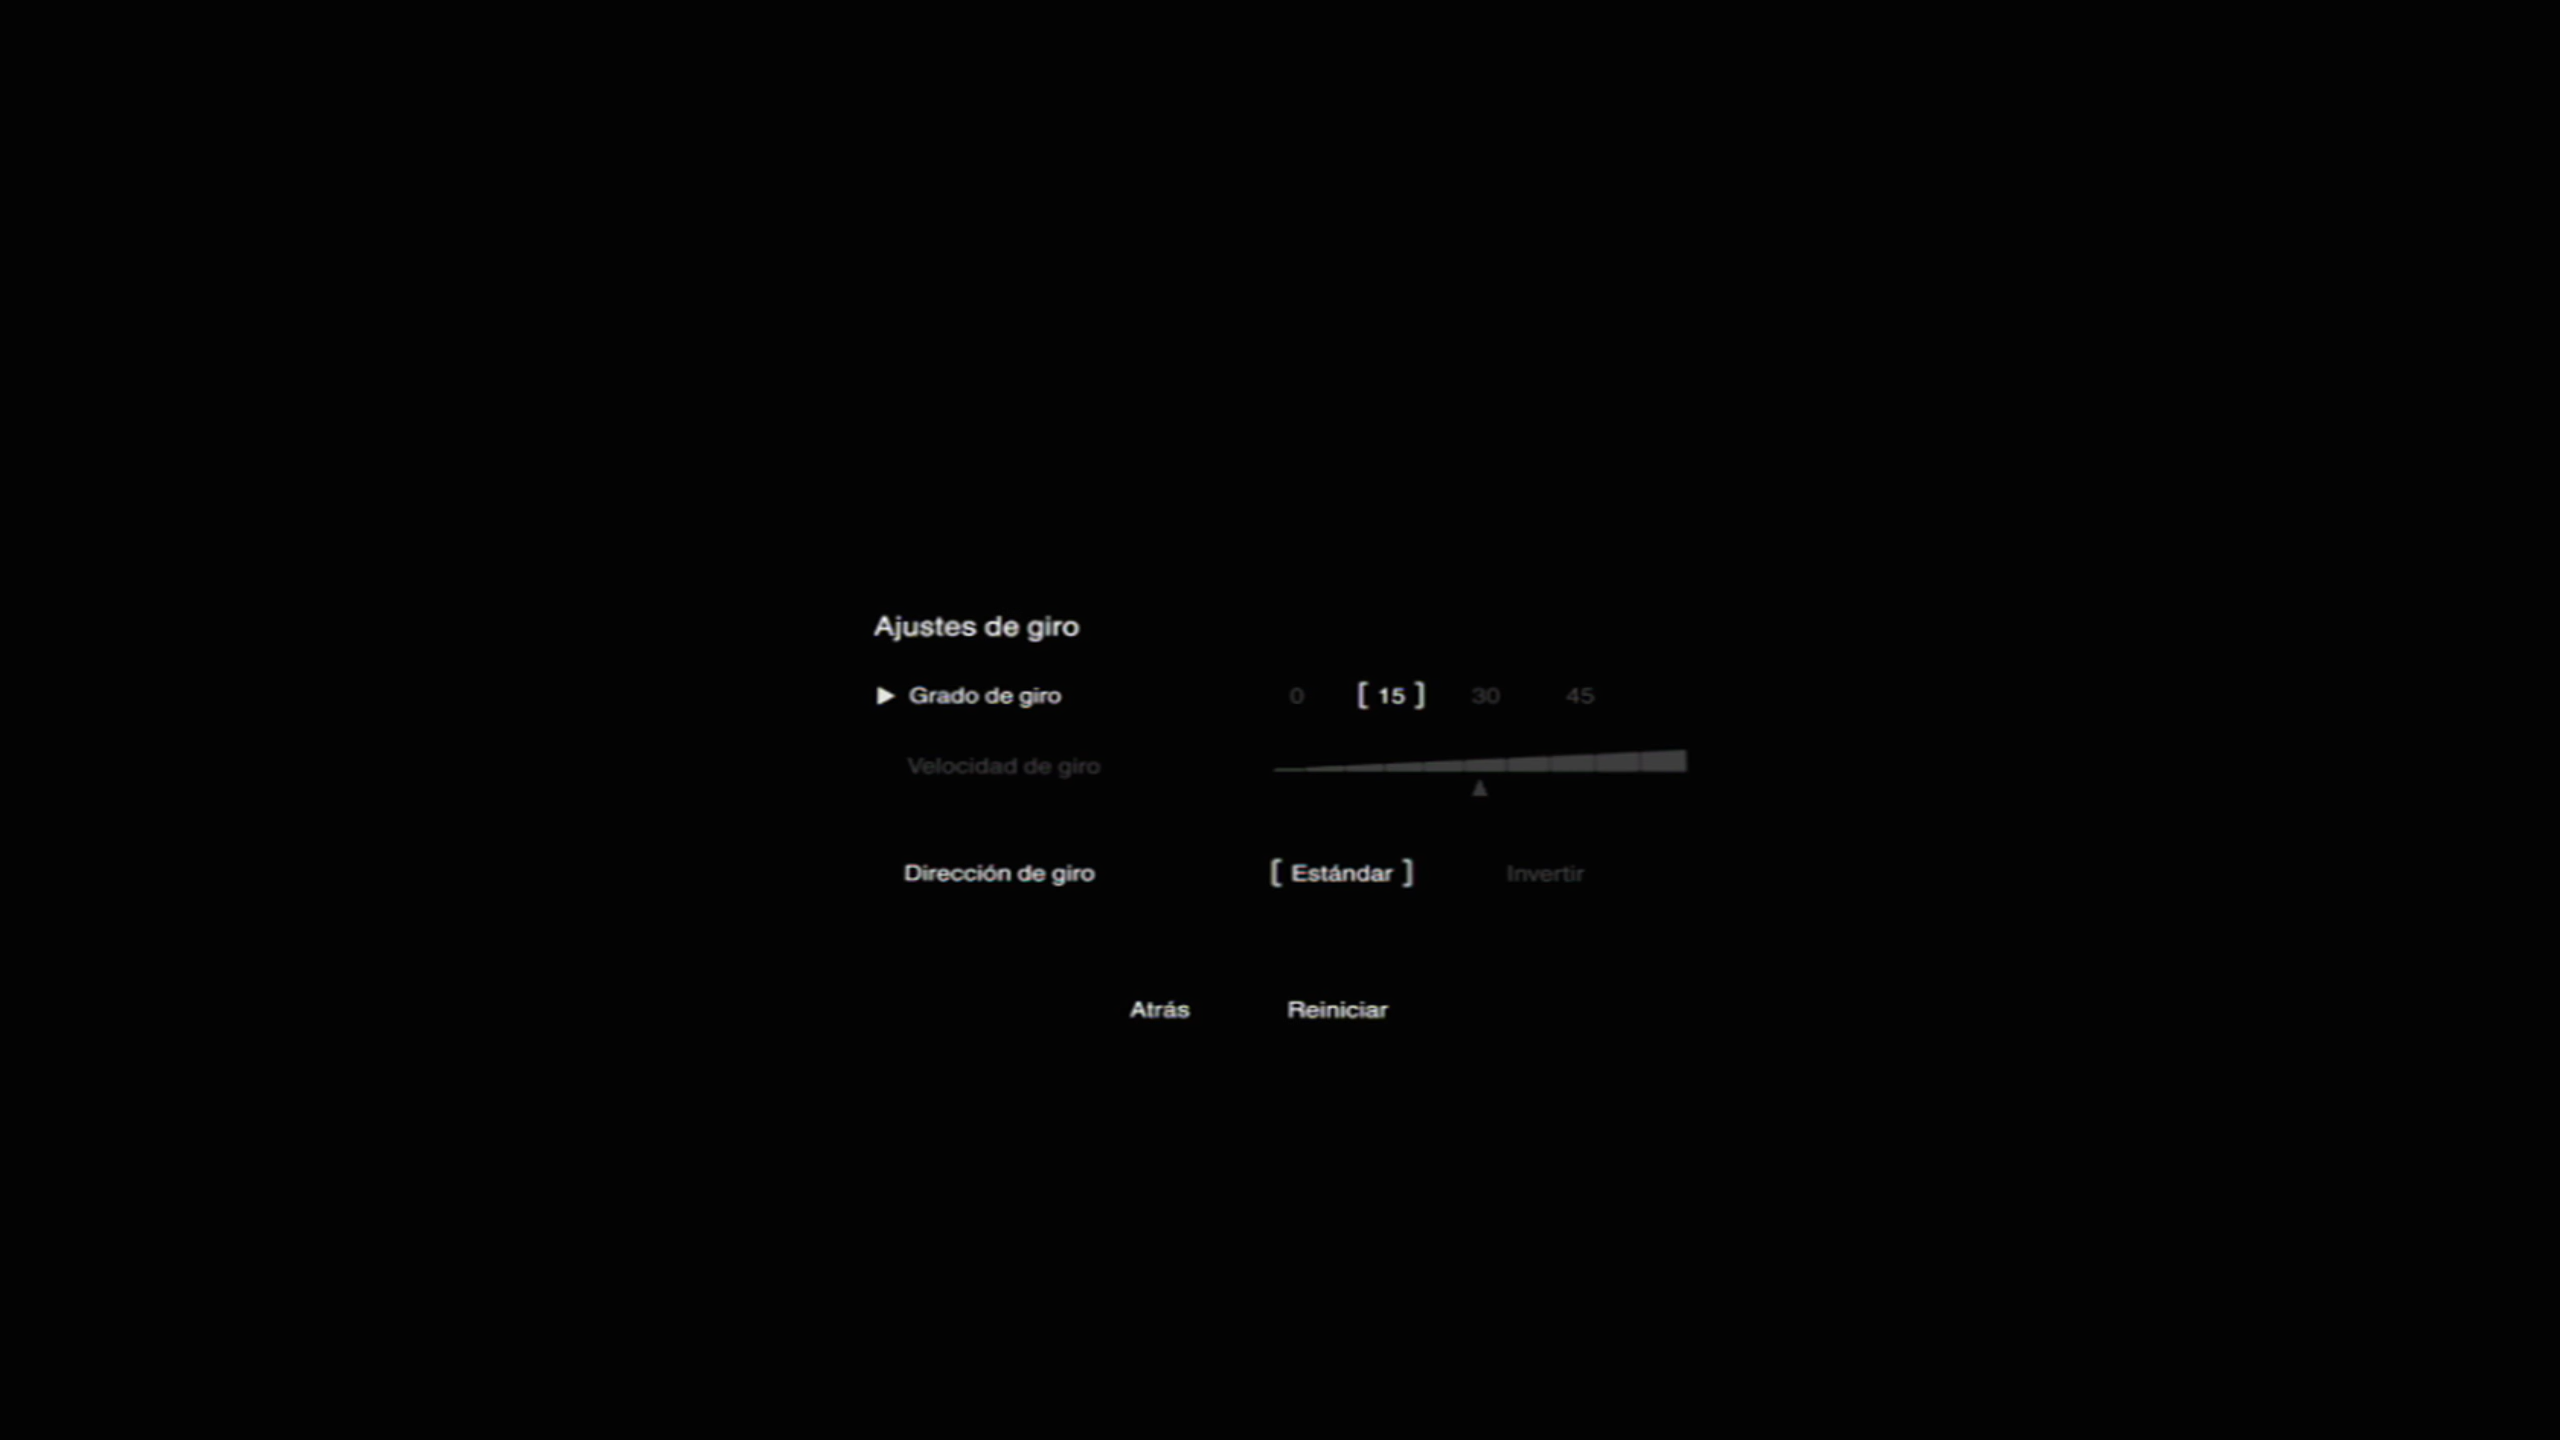 Ajustes de giro
Grado de giro 0 [ 15 ] 30 45
Velocidad de giro
Dirección de giro [ Estándar ] Invertir
Atrás Reiniciar